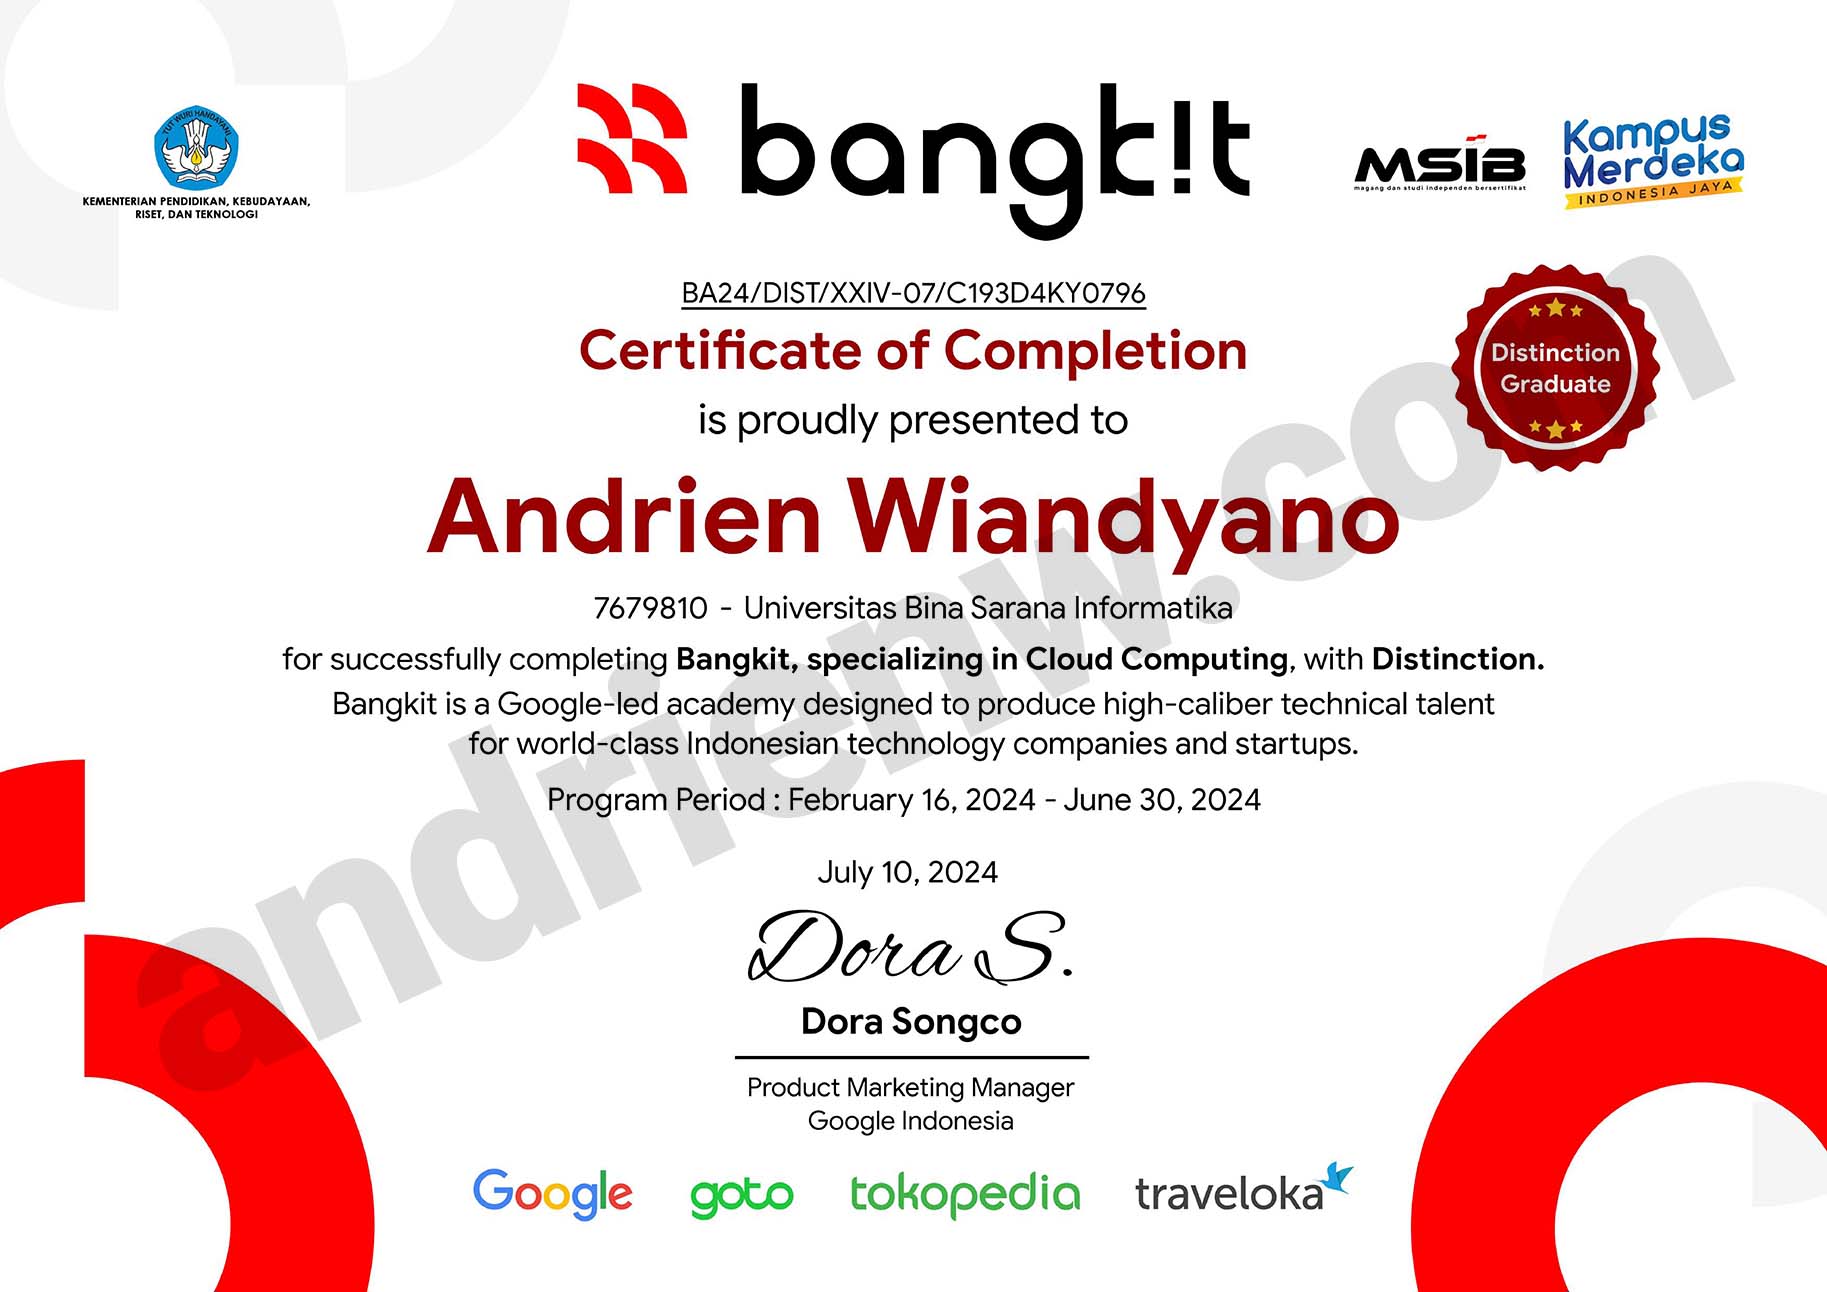 TUT WURI HANDAYANI
KEMENTERIAN PENDIDIKAN, KEBUDAYAAN,
RISET, DAN TEKNOLOGI
bangk!t
MSIB
magang dan studi independen bersertifikat
Kampus
Merdeka
INDONESIA JAYA
BA24/DIST/XXIV-07/C193D4KY0796
Certificate of Completion
is proudly presented to
Distinction
Graduate
Andrien Wiandyano
7679810 - Universitas Bina Sarana Informatika
for successfully completing Bangkit, specializing in Cloud Computing, with Distinction.
Bangkit is a Google-led academy designed to produce high-caliber technical talent
for world-class Indonesian technology companies and startups.
Program Period : February 16, 2024 - June 30, 2024
July 10, 2024
Dora S.
Dora Songco
Product Marketing Manager
Google Indonesia
Google
goto
tokopedia
traveloka
andrienw.com